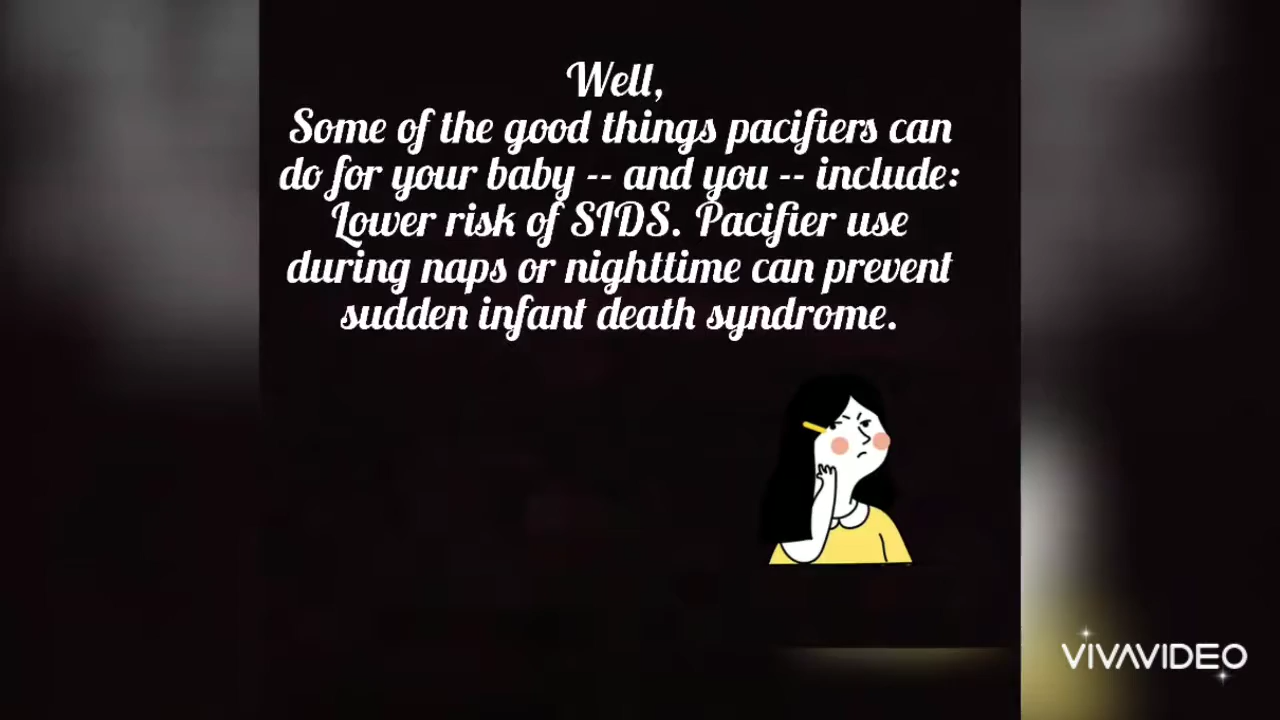 Well,
Some of the good things pacifiers can
do for your baby -- and you -- include:
Lower risk of SIDS. Pacifier use
during naps or nighttime can prevent
sudden infant death syndrome.
VIVAVIDEO